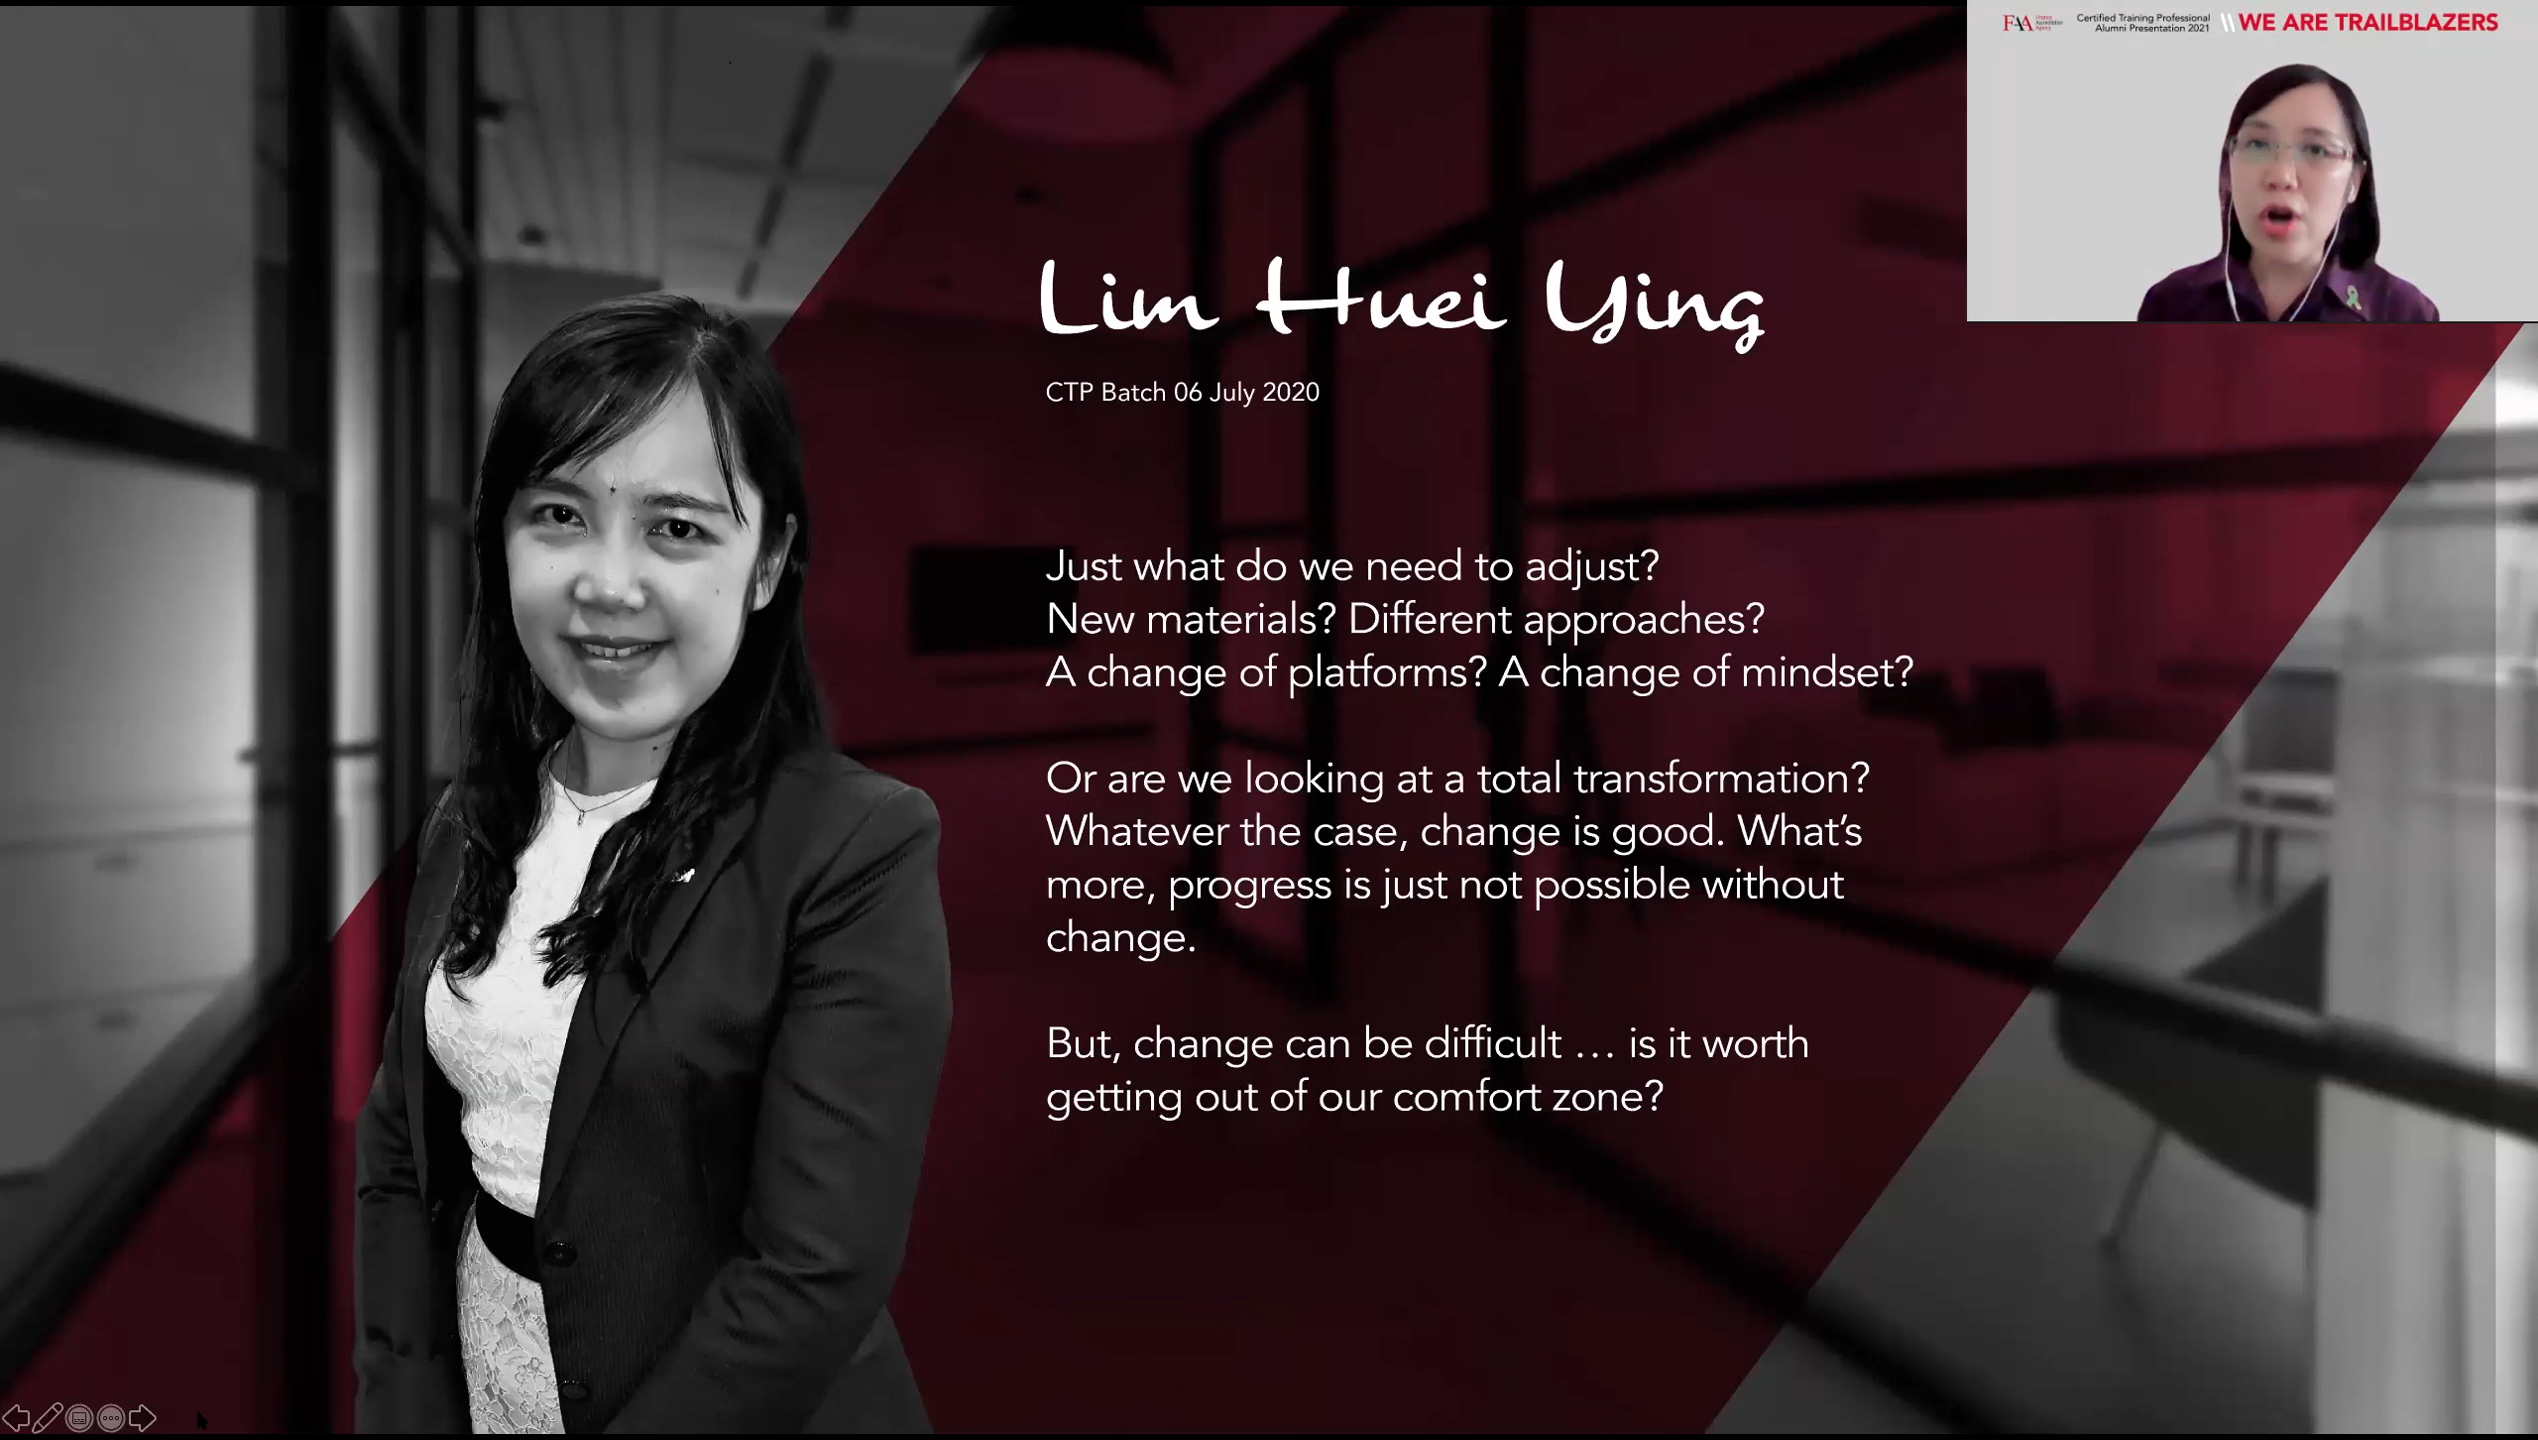 FAA Finance Accreditation Agency
Certified Training Professional
Alumni Presentation 2021
\\WE ARE TRAILBLAZERS
Lim Huei Ying
CTP Batch 06 July 2020
Just what do we need to adjust?
New materials? Different approaches?
A change of platforms? A change of mindset?
Or are we looking at a total transformation?
Whatever the case, change is good. What's
more, progress is just not possible without
change.
But, change can be difficult … is it worth
getting out of our comfort zone?